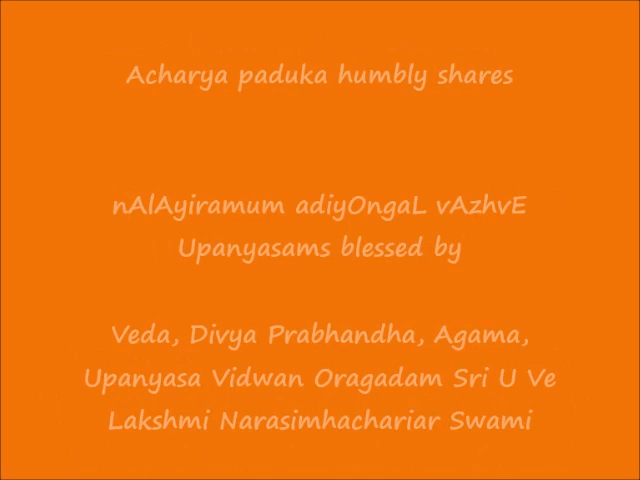 Acharya paduka humbly shares
nAlAyiramum adiyOngaL vAzhvE
Upanyasams blessed by
Veda, Divya Prabhandha, Agama,
Upanyasa Vidwan Oragadam Sri U Ve
Lakshmi Narasimhachariar Swami